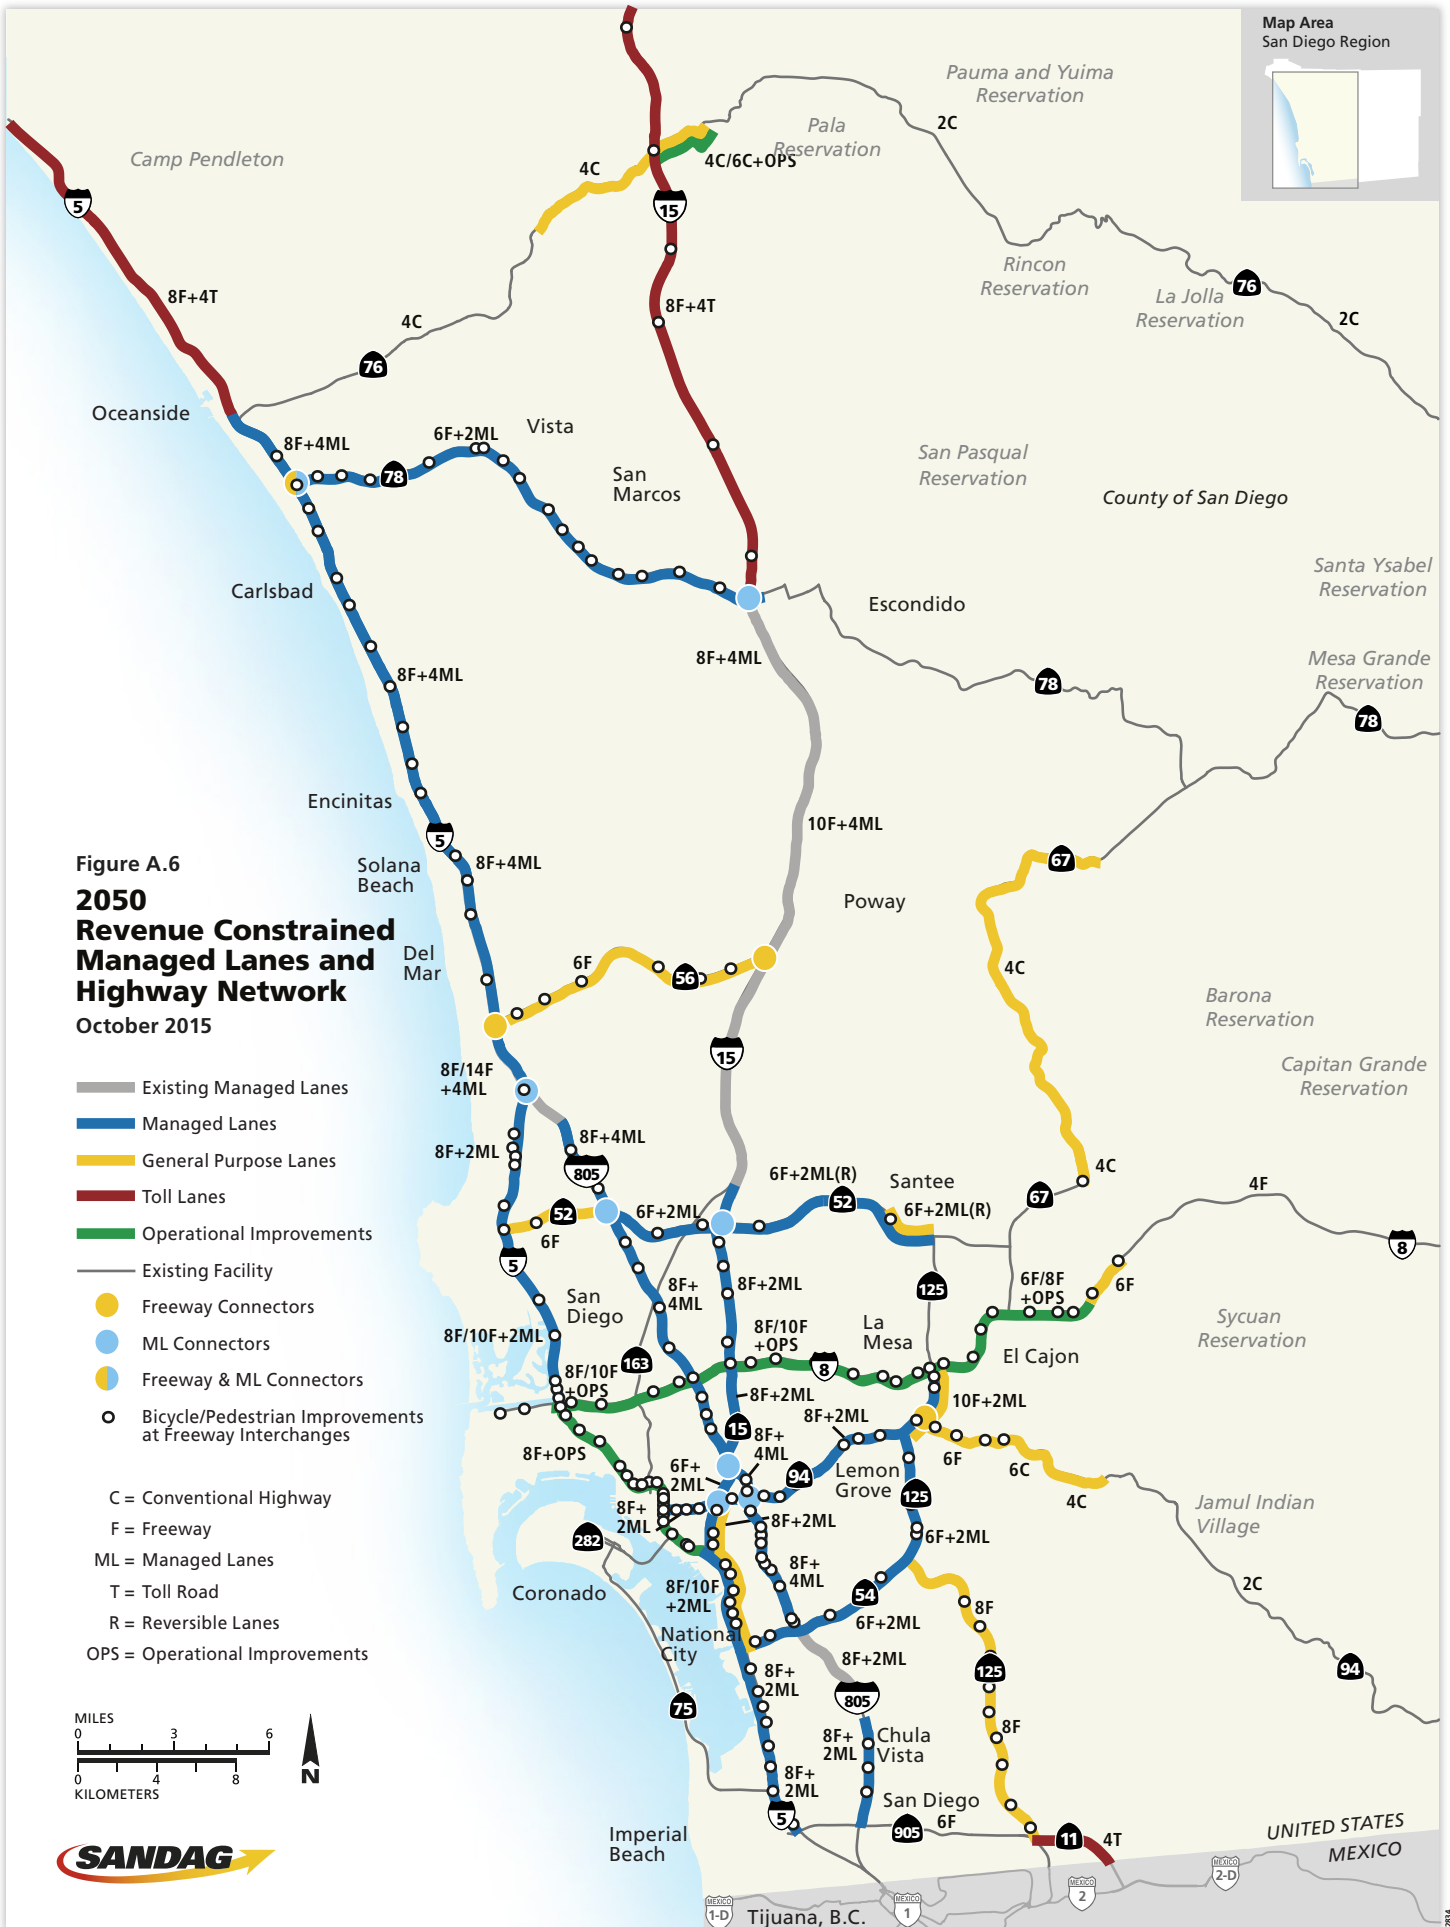 Map Area
San Diego Region
Pauma and Yuima
Reservation
2C
Pala
Reservation
Camp Pendleton
4C
4C/6C+OPS
5
15
Rincon
Reservation
La Jolla
Reservation
76
2C
8F+4T
8F+4T
4C
76
Oceanside
8F+4ML
6F+2ML
Vista
78
San
Marcos
San Pasqual
Reservation
County of San Diego
Santa Ysabel
Reservation
Carlsbad
Escondido
8F+4ML
8F+4ML
Mesa Grande
Reservation
78
78
Encinitas
5
10F+4ML
Solana
Beach
8F+4ML
67
Poway
Del
Mar
6F
56
4C
Figure A.6
2050
Revenue Constrained
Managed Lanes and
Highway Network
October 2015
Barona
Reservation
Capitan Grande
Reservation
15
8F/14F
+4ML
8F+2ML
8F+4ML
805
Existing Managed Lanes
Managed Lanes
General Purpose Lanes
Toll Lanes
Operational Improvements
Existing Facility
Freeway Connectors
ML Connectors
Freeway & ML Connectors
Bicycle/Pedestrian Improvements
at Freeway Interchanges
6F+2ML(R)
Santee
4C
67
4F
52
52
6F+2ML
6F+2ML(R)
6F
5
8
125
6F/8F
+OPS
6F
San
Diego
8F+
4ML
8F+2ML
8F/10F+2ML
8F/10F
+OPS
La
Mesa
El Cajon
Sycuan
Reservation
163
8
8F/10F
+OPS
8F+2ML
10F+2ML
8F+2ML
15
8F+
4ML
8F+OPS
6F
6C
4C
6F+
2ML
94
Lemon
Grove
125
8F+
2ML
8F+2ML
6F+2ML
Jamul Indian
Village
282
Coronado
8F+
4ML
8F/10F
+2ML
54
6F+2ML
8F
2C
National
City
8F+2ML
125
94
C = Conventional Highway
F = Freeway
ML = Managed Lanes
T = Toll Road
R = Reversible Lanes
OPS = Operational Improvements
8F+
2ML
805
75
8F+
2ML
Chula
Vista
8F
MILES
0 3 6
0 4 8
KILOMETERS
N
8F+
2ML
San Diego
5
905
6F
11
4T
Imperial
Beach
UNITED STATES
MEXICO
SANDAG
MEXICO
1-D
Tijuana, B.C.
MEXICO
1
MEXICO
2
MEXICO
2-D